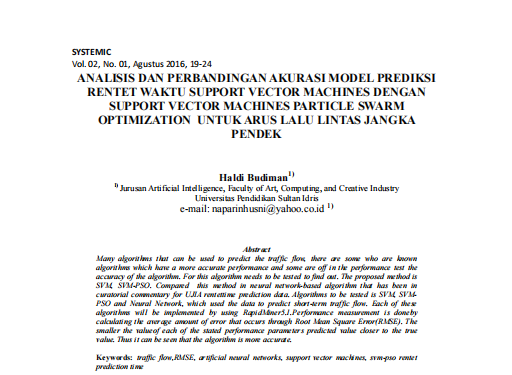 SYSTEMIC
Vol. 02, No. 01, Agustus 2016, 19-24
ANALISIS DAN PERBANDINGAN AKURASI MODEL PREDIKSI
RENTET WAKTU SUPPORT VECTOR MACHINES DENGAN
SUPPORT VECTOR MACHINES PARTICLE SWARM
OPTIMIZATION UNTUK ARUS LALU LINTAS JANGKA
PENDEK
Haldi Budiman1)
1) Jurusan Artificial Intelligence, Faculty of Art, Computing, and Creative Industry
Universitas Pendidikan Sultan Idris
e-mail: naparinhusni@yahoo.co.id 1)
Abstract
Many algorithms that can be used to predict the traffic flow, there are some who are known
algorithms which have a more accurate performance and some are off in the performance test the
accuracy of the algorithm. For this algorithm needs to be tested to find out. The proposed method is
SVM, SVM-PSO. Compared this method in neural network-based algorithm that has been in
curatorial commentary for UJIA rentettime prediction data. Algorithms to be tested is SVM, SVM-
PSO and Neural Network, which used the data to predict short-term traffic flow. Each of these
algorithms will be implemented by using RapidMiner5.1.Performance measurement is doneby
calculating the average amount of error that occurs through Root Mean Square Error(RMSE). The
smaller the valueof each of the stated performance parameters predicted value closer to the true
value. Thus it can be seen that the algorithm is more accurate.
Keywords: traffic flow,RMSE, artificial neural networks, support vector machines, svm-pso rentet
prediction time